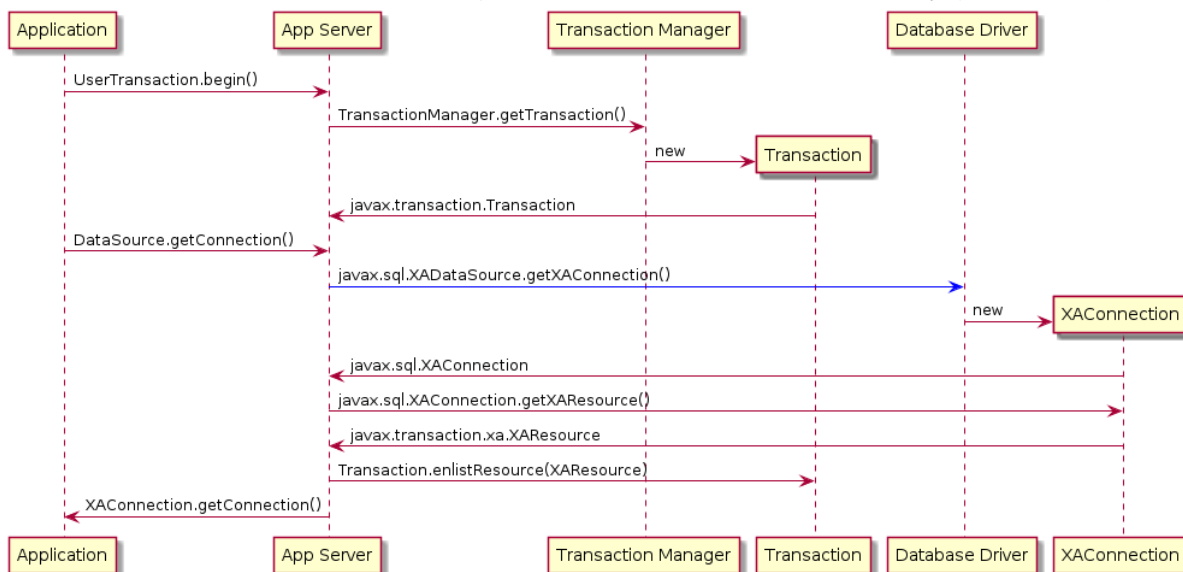 Application App Server Transaction Manager Database Driver
UserTransaction.begin()
TransactionManager.getTransaction()
new
Transaction
javax.transaction.Transaction
DataSource.getConnection()
javax.sql.XADataSource.getXAConnection()
new
XAConnection
javax.sql.XAConnection
javax.sql.XAConnection.getXAResource()
javax.transaction.xa.XAResource
Transaction.enlistResource(XAResource)
XAConnection.getConnection()
Application App Server Transaction Manager Transaction Database Driver XAConnection